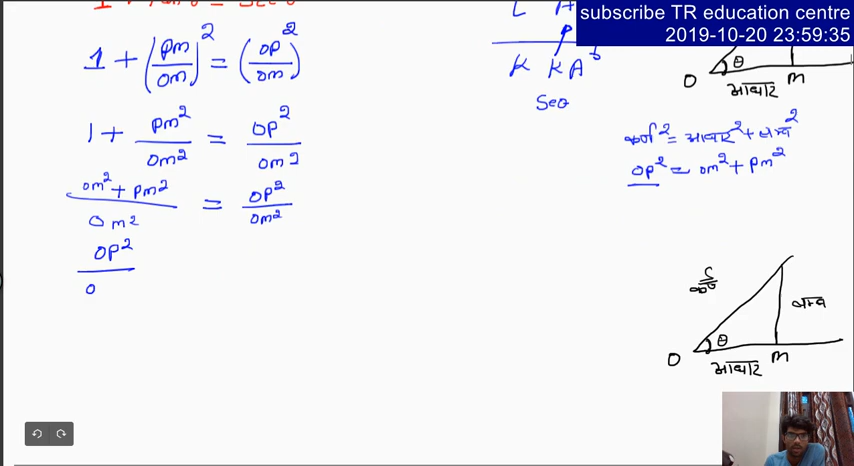 subscribe TR education centre
2019-10-20 23:59:35
1 + (Pm/om)² = (OP/om)²
1 + Pm²/om² = OP²/om²
om² + Pm²/om² = OP²/om²
OP²
o
L A
P
K K A
θ
O आधार m
कर्ण² = आधार² + लम्ब²
OP² = om² + Pm²
कर्ण
लम्ब
θ
O m
आधार